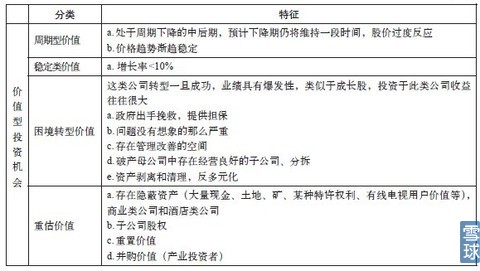 分类
特征
价值型投资机会
周期型价值
a. 处于周期下降的中后期，预计下降期仍将维持一段时间，股价过度反应
b. 价格趋势渐趋稳定
稳定类价值
a. 增长率<10%
困境转型价值
这类公司转型一旦成功，业绩具有爆发性，类似于成长股，投资于此类公司收益
往往很大
a. 政府出手挽救，提供担保
b. 问题没有想象的那么严重
c. 存在管理改善的空间
d. 破产母公司中存在经营良好的子公司、分拆
e. 资产剥离和清理，反多元化
重估价值
a. 存在隐蔽资产（大量现金、土地、矿、某种特许权利、有线电视用户价值等），
商业类公司和酒店类公司
b. 子公司股权
c. 重置价值
d. 并购价值（产业投资者）
雪球